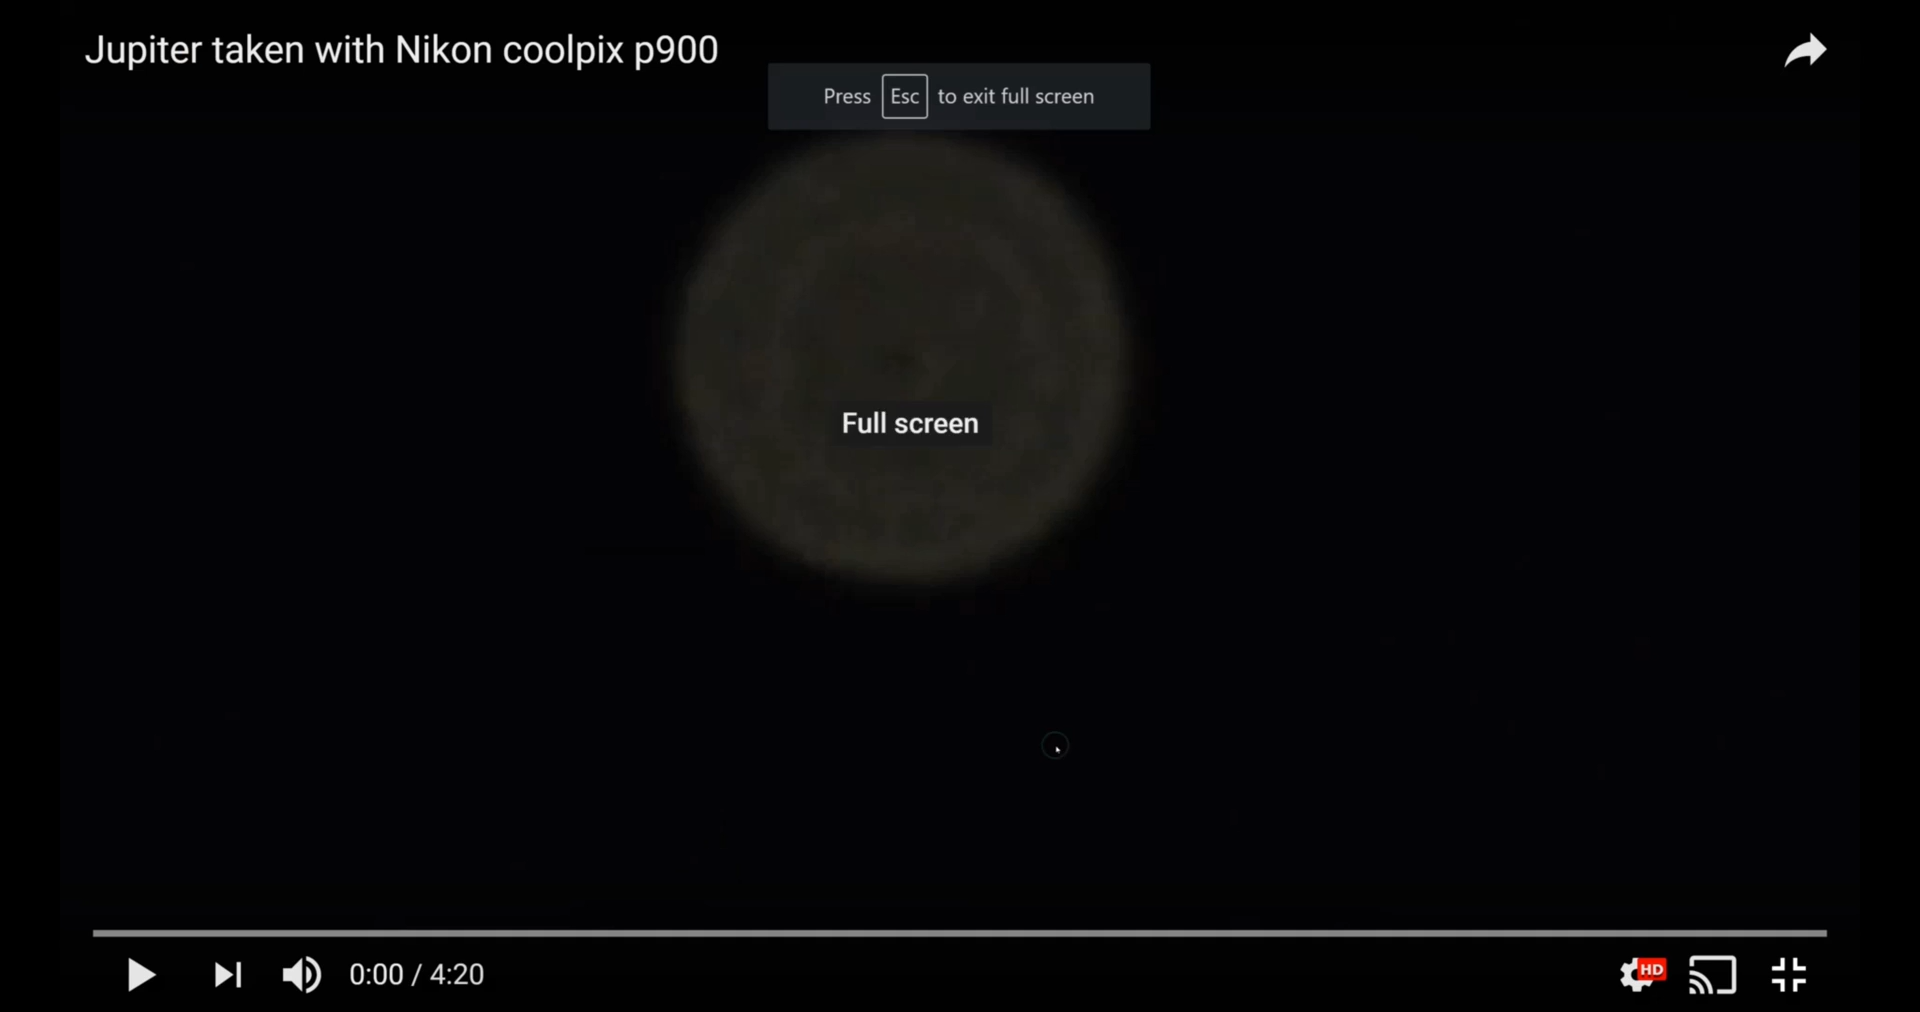 Jupiter taken with Nikon coolpix p900
Press Esc to exit full screen
Full screen
0:00 / 4:20
HD